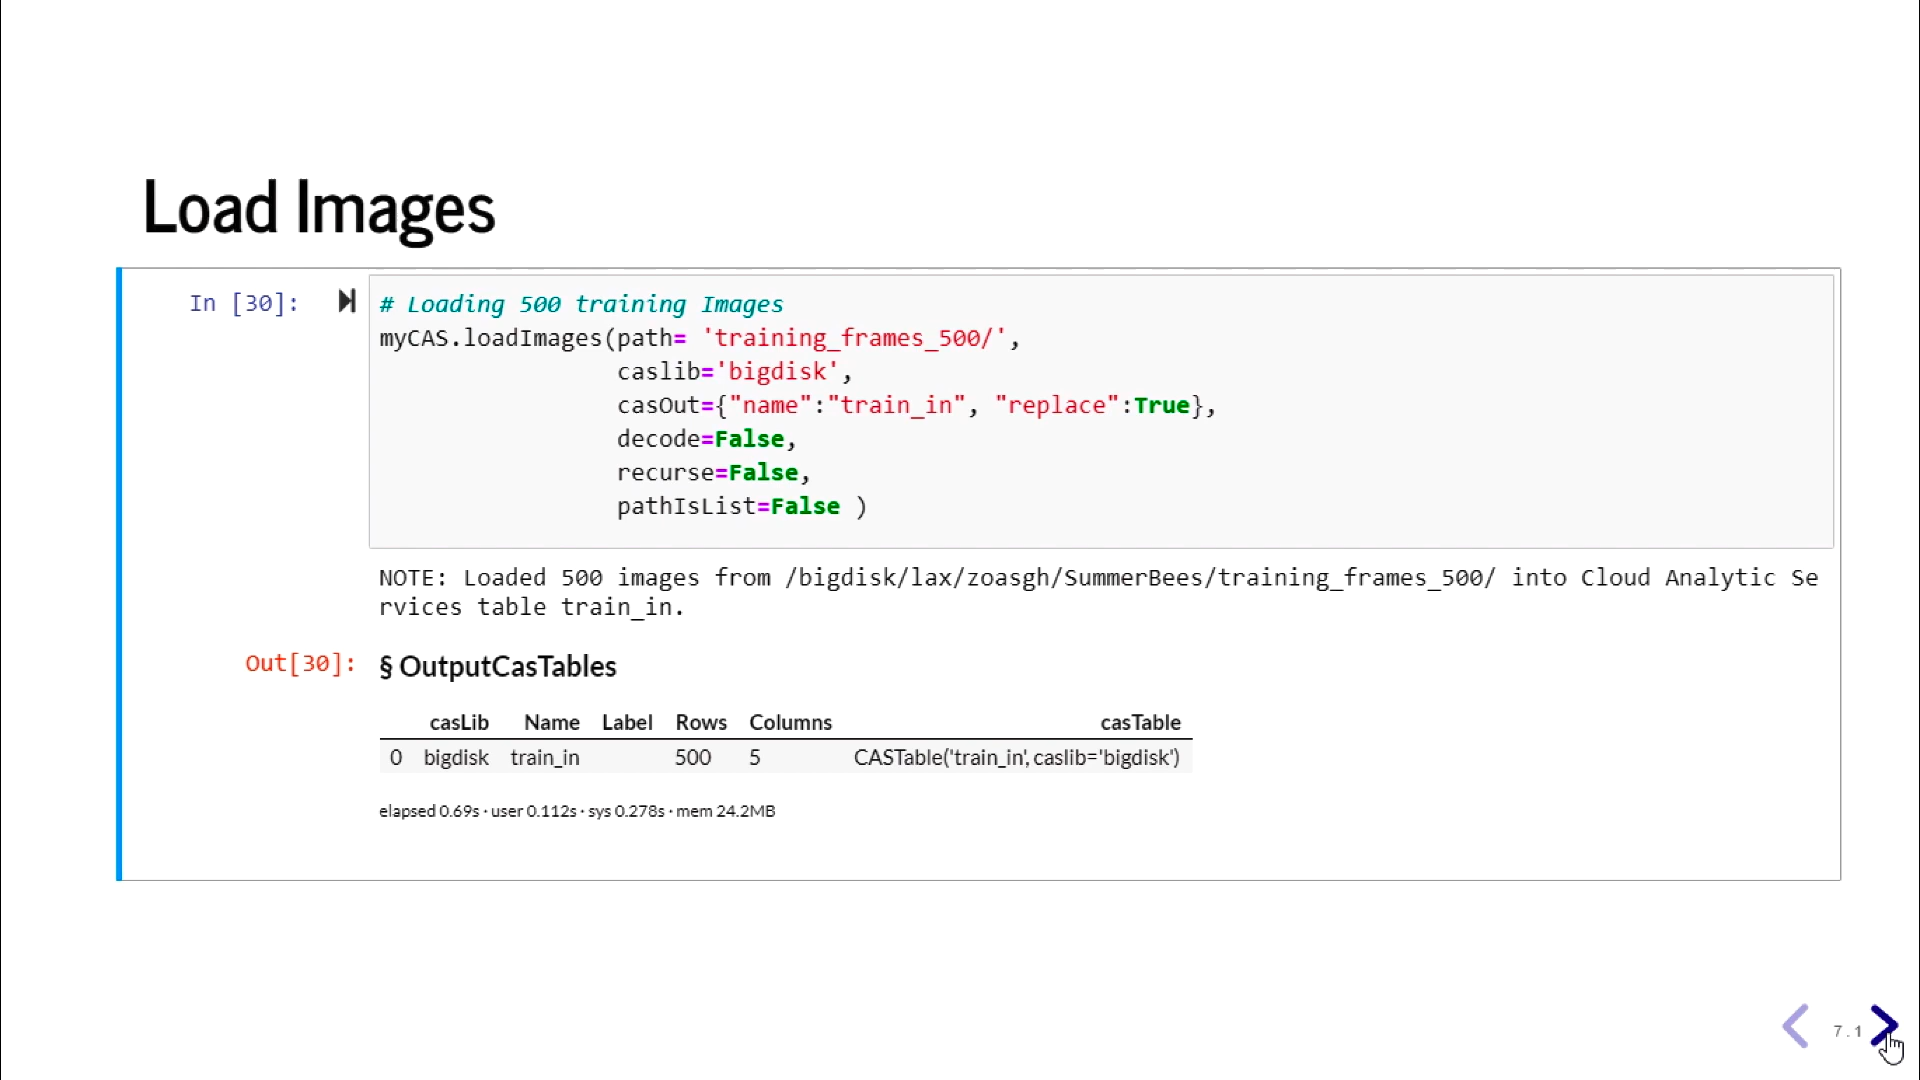 Load Images
In [30]:
# Loading 500 training Images
myCAS.loadImages(path= 'training_frames_500/',
caslib='bigdisk',
casOut={"name":"train_in", "replace":True},
decode=False,
recurse=False,
pathIsList=False )
NOTE: Loaded 500 images from /bigdisk/lax/zoasgh/SummerBees/training_frames_500/ into Cloud Analytic Se
rvices table train_in.
Out[30]: § OutputCasTables
casLib Name Label Rows Columns casTable
0 bigdisk train_in 500 5 CASTable('train_in', caslib='bigdisk')
elapsed 0.69s · user 0.112s · sys 0.278s · mem 24.2MB
7.1